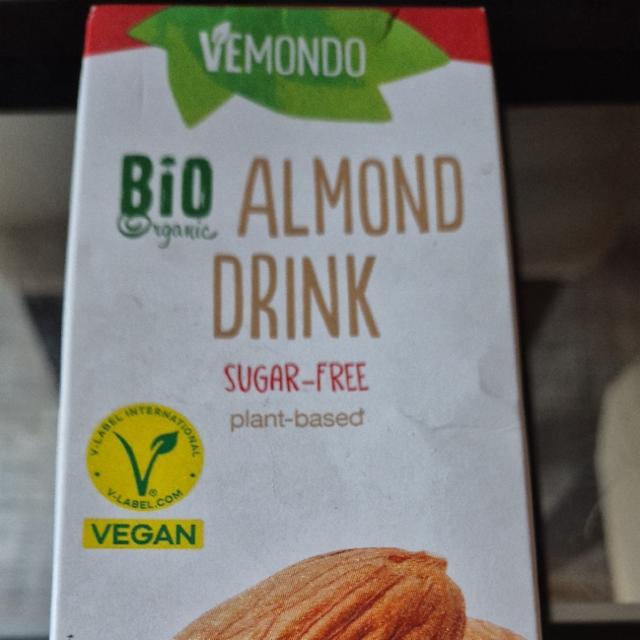 VEMONDO
BiO
Organic
ALMOND
DRINK
SUGAR-FREE
plant-based
V-LABEL INTERNATIONAL
V-LABEL.COM
VEGAN